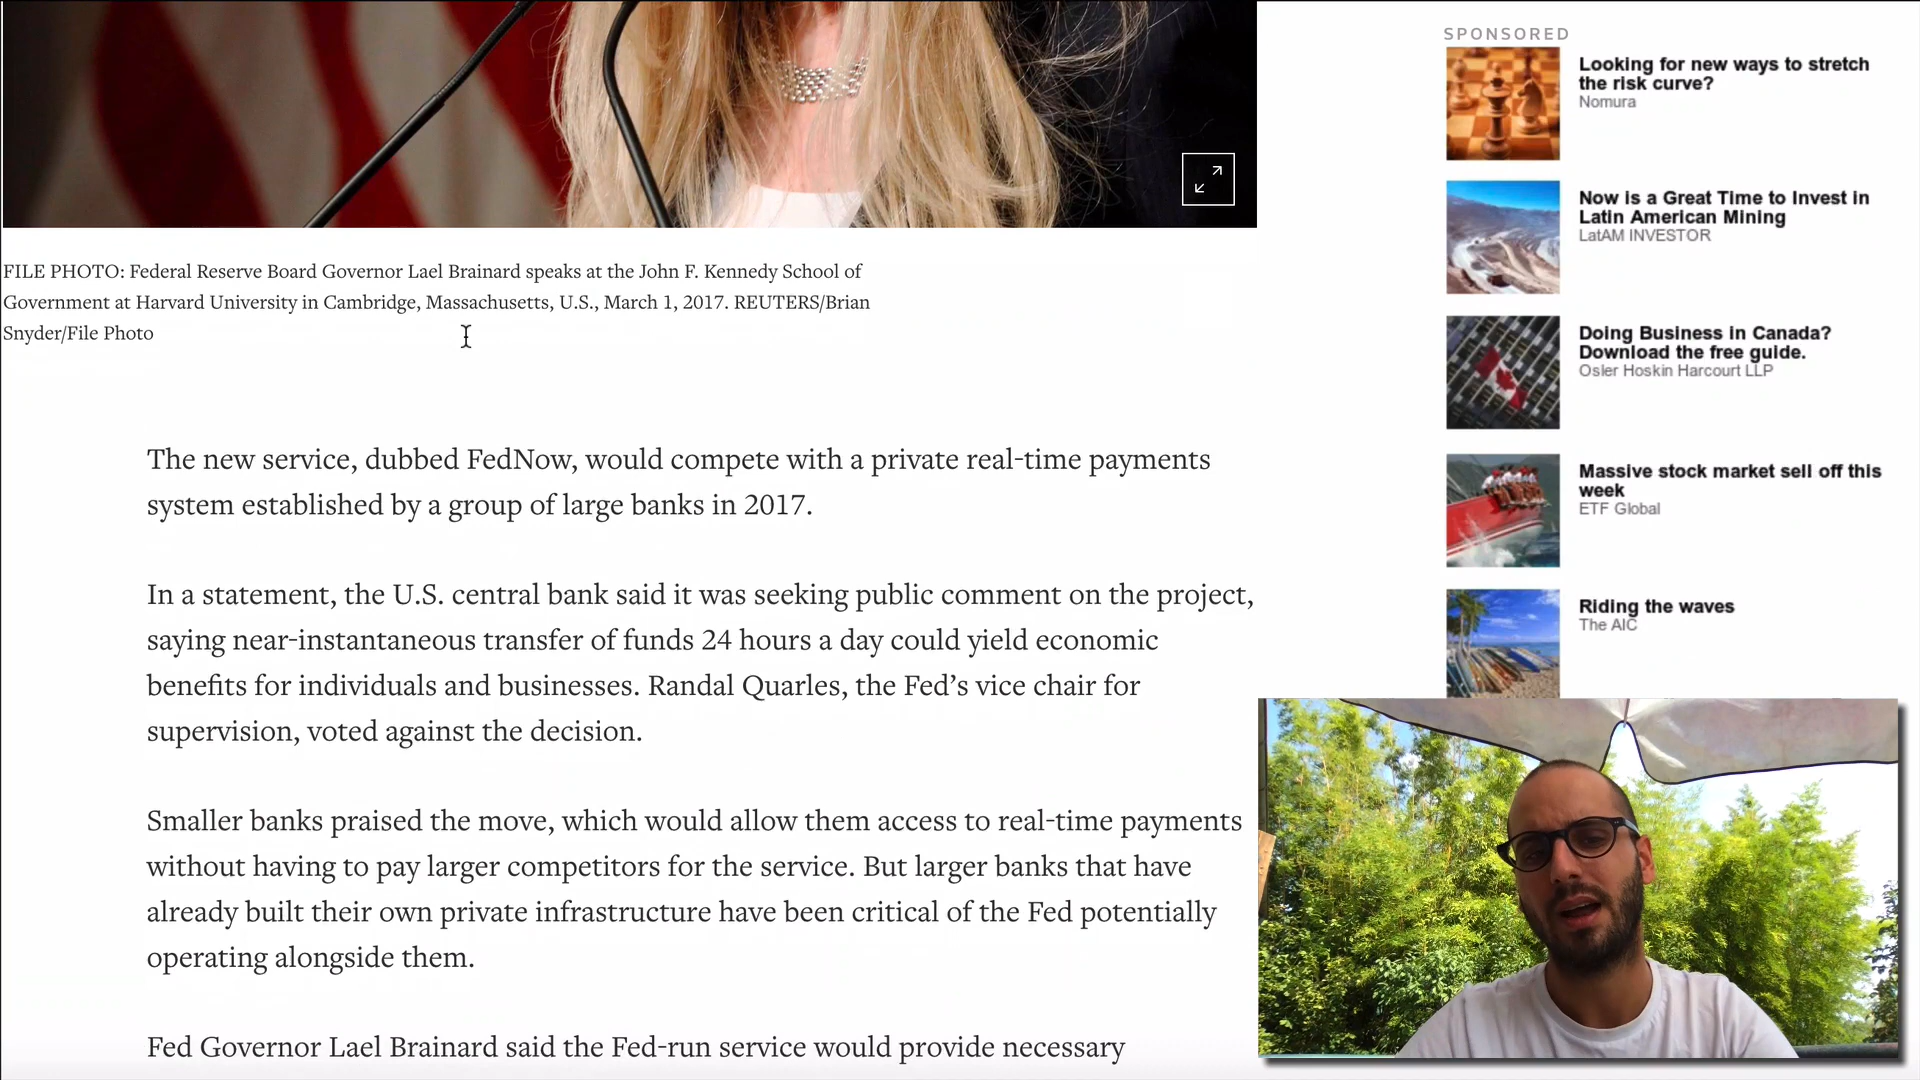 FILE PHOTO: Federal Reserve Board Governor Lael Brainard speaks at the John F. Kennedy School of
Government at Harvard University in Cambridge, Massachusetts, U.S., March 1, 2017. REUTERS/Brian
Snyder/File Photo
The new service, dubbed FedNow, would compete with a private real-time payments
system established by a group of large banks in 2017.
In a statement, the U.S. central bank said it was seeking public comment on the project,
saying near-instantaneous transfer of funds 24 hours a day could yield economic
benefits for individuals and businesses. Randal Quarles, the Fed’s vice chair for
supervision, voted against the decision.
Smaller banks praised the move, which would allow them access to real-time payments
without having to pay larger competitors for the service. But larger banks that have
already built their own private infrastructure have been critical of the Fed potentially
operating alongside them.
Fed Governor Lael Brainard said the Fed-run service would provide necessary
SPONSORED
Looking for new ways to stretch
the risk curve?
Nomura
Now is a Great Time to Invest in
Latin American Mining
LatAM INVESTOR
Doing Business in Canada?
Download the free guide.
Osler Hoskin Harcourt LLP
Massive stock market sell off this
week
ETF Global
Riding the waves
The AIC